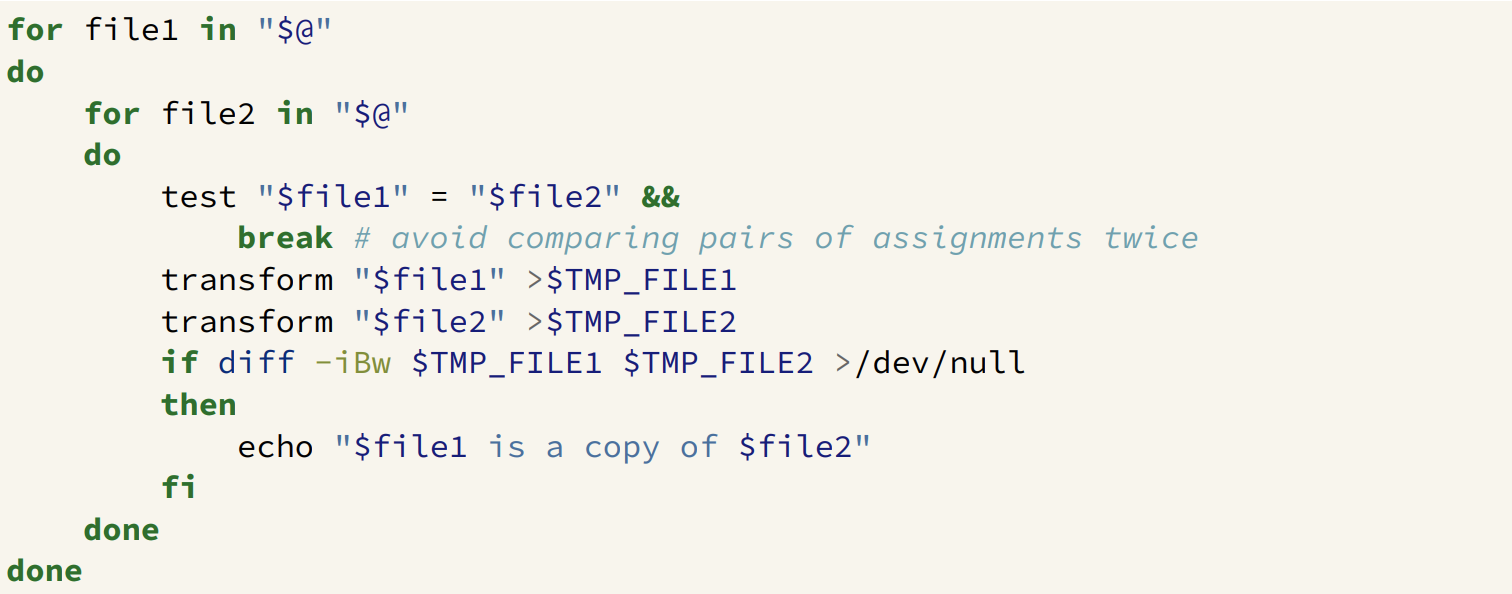 for file1 in "$@"
do
    for file2 in "$@"
    do
        test "$file1" = "$file2" &&
            break # avoid comparing pairs of assignments twice
        transform "$file1" >$TMP_FILE1
        transform "$file2" >$TMP_FILE2
        if diff -iBw $TMP_FILE1 $TMP_FILE2 >/dev/null
        then
            echo "$file1 is a copy of $file2"
        fi
    done
done